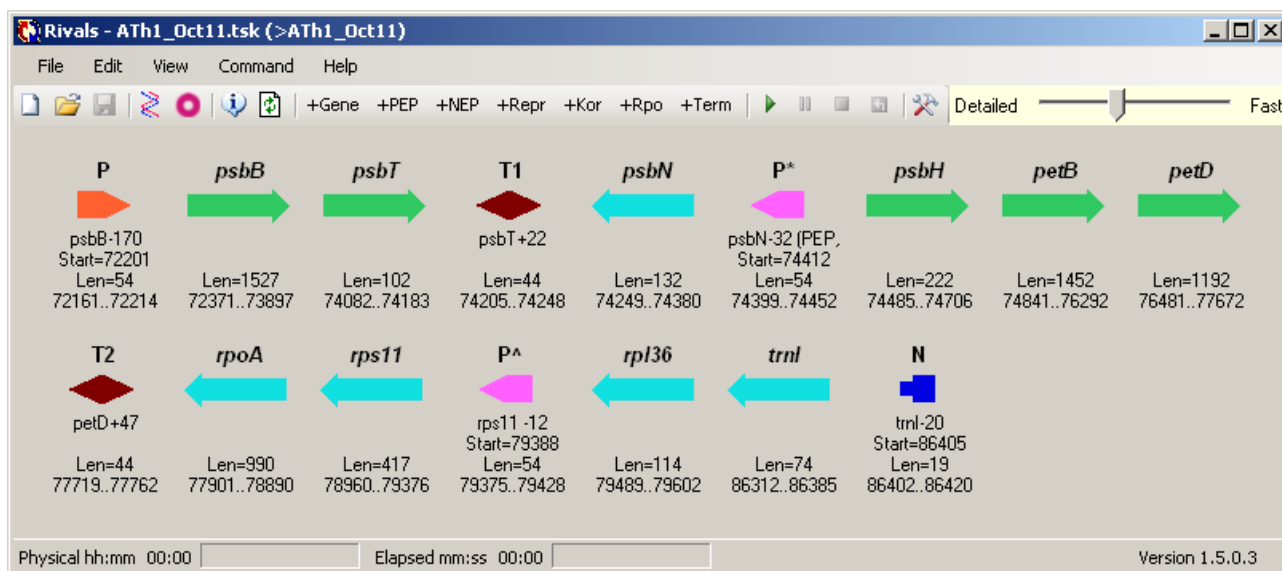 Rivals - ATh1_Oct11.tsk (>ATh1_Oct11)
File Edit View Command Help
+Gene +PEP +NEP +Repr +Kor +Rpo +Term Detailed Fast
P psbB psbT T1 psbN P* psbH petB petD
psbB-170 psbT+22 psbN-32 (PEP,
Start=72201 Start=74412
Len=54 Len=1527 Len=102 Len=44 Len=132 Len=54 Len=222 Len=1452 Len=1192
72161..72214 72371..73897 74082..74183 74205..74248 74249..74380 74399..74452 74485..74706 74841..76292 76481..77672
T2 rpoA rps11 P^ rpl36 trnI N
petD+47 rps11 -12 trnI-20
Start=79388 Start=86405
Len=44 Len=990 Len=417 Len=54 Len=114 Len=74 Len=19
77719..77762 77901..78890 78960..79376 79375..79428 79489..79602 86312..86385 86402..86420
Physical hh:mm 00:00 Elapsed mm:ss 00:00 Version 1.5.0.3